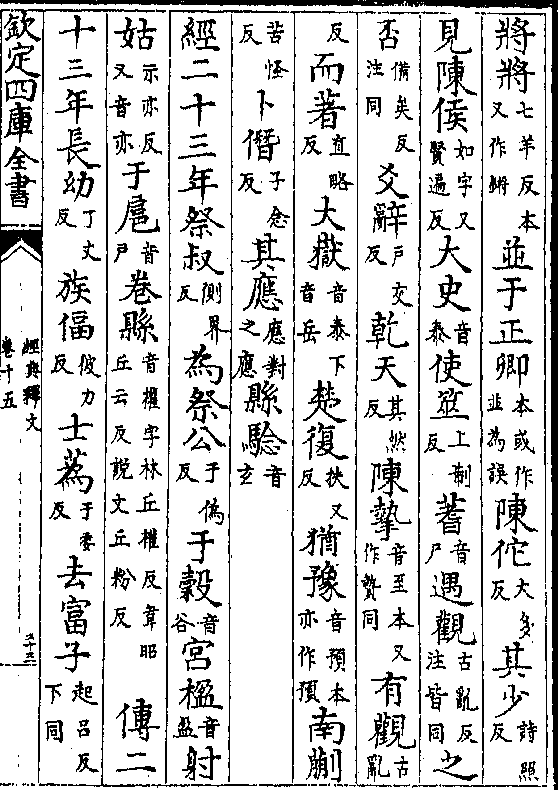 將將七羊反本又作鏘並于正卿本或作並為誤陳佗大多反其少詩照反
見陳侯如字又賢遍反大史音泰使筮上制反蓍音尸遇觀古亂反注皆同之
否備矣反注同爻辭戶交反乾天其然反陳摯音至本又作贄同有觀古亂
反而著直略反大嶽音泰下音岳楚復扶又反猶豫音預本亦作預南蒯
苦怪反卜僭子念反其應應對之應縣驗音玄
經二十三年祭叔側界反為祭公于偽反于穀音谷宮楹音盈射
姑示亦反又音亦于扈音戶卷縣音權字林丘權反韋昭丘云反說文丘粉反傳二
十三年長幼丁丈反族偪彼力反士蒍于委反去富子起呂反下同
欽定四庫全書
經典釋文
卷十五